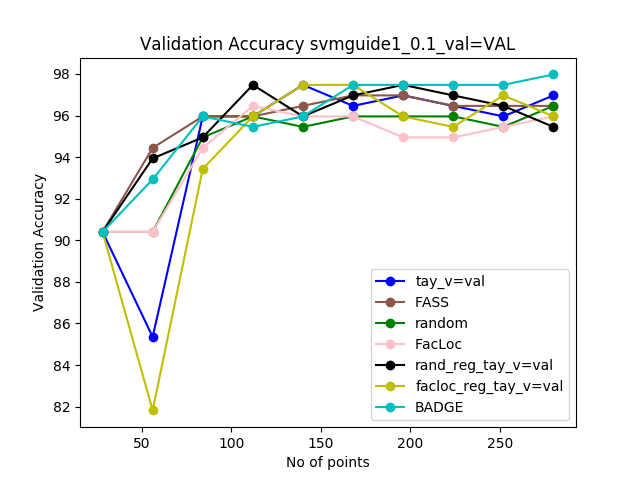 Validation Accuracy svmguide1_0.1_val=VAL
98
96
94
92
90
88
86
84
82
Validation Accuracy
50
100
150
200
250
No of points
tay_v=val
FASS
random
FacLoc
rand_reg_tay_v=val
facloc_reg_tay_v=val
BADGE